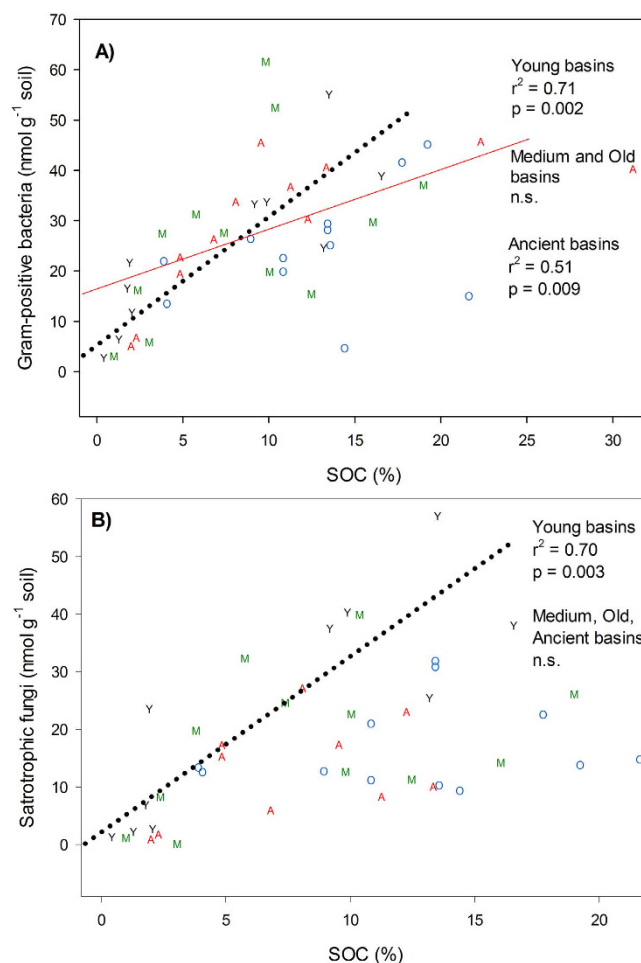 A)
Young basins
r² = 0.71
p = 0.002
Medium and Old
basins
n.s.
Ancient basins
r² = 0.51
p = 0.009
Gram-positive bacteria (nmol g⁻¹ soil)
70
60
50
40
30
20
10
0
0 5 10 15 20 25 30
SOC (%)
B)
Young basins
r² = 0.70
p = 0.003
Medium, Old,
Ancient basins
n.s.
Satrotrophic fungi (nmol g⁻¹ soil)
60
50
40
30
20
10
0
0 5 10 15 20
SOC (%)